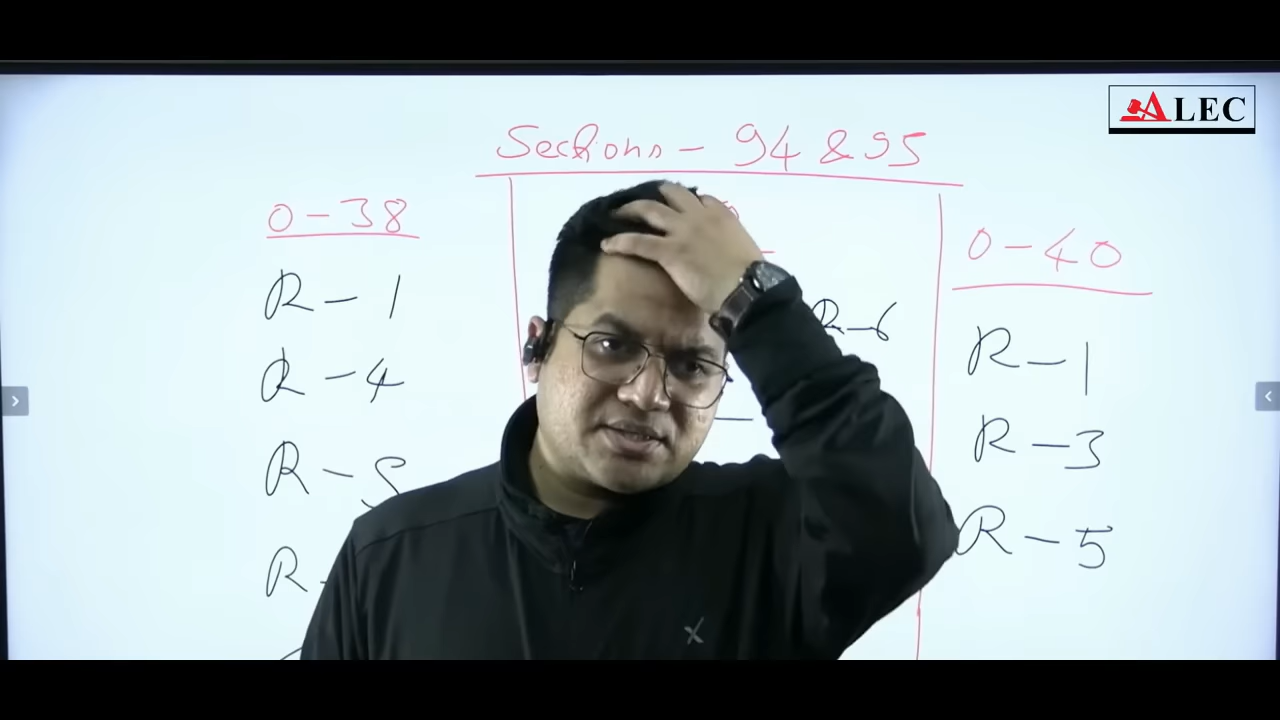 ALEC
Sections - 94 & 95
O-38
R-1
R-4
R-5
R-
R-6
O-40
R-1
R-3
R-5